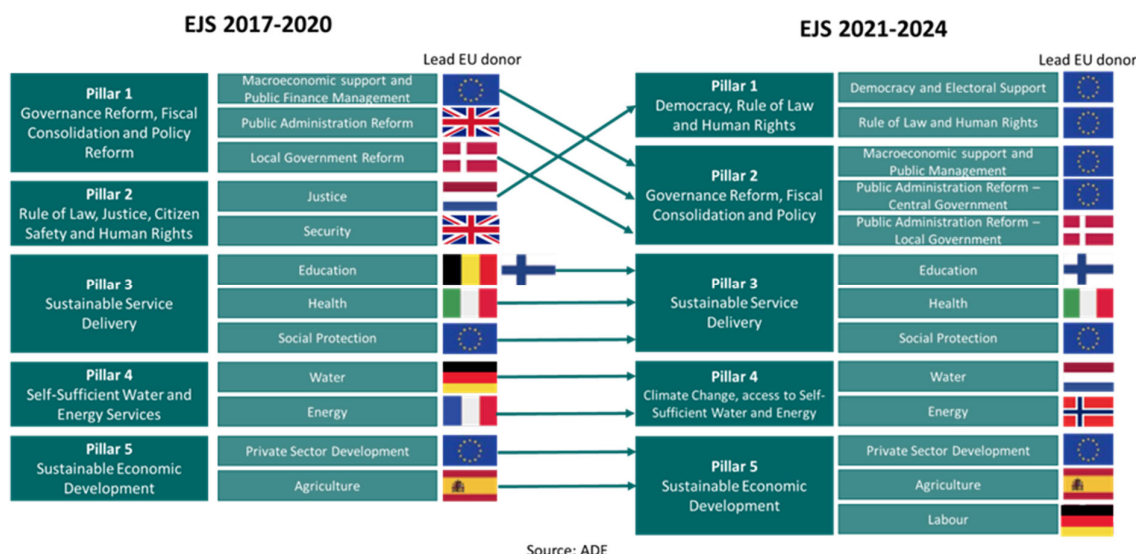 EJS 2017-2020
Lead EU donor
Pillar 1
Governance Reform, Fiscal
Consolidation and Policy
Reform
Macroeconomic support and
Public Finance Management
Public Administration Reform
Local Government Reform
Pillar 2
Rule of Law, Justice, Citizen
Safety and Human Rights
Justice
Security
Pillar 3
Sustainable Service
Delivery
Education
Health
Social Protection
Pillar 4
Self-Sufficient Water and
Energy Services
Water
Energy
Pillar 5
Sustainable Economic
Development
Private Sector Development
Agriculture
EJS 2021-2024
Lead EU donor
Pillar 1
Democracy, Rule of Law
and Human Rights
Democracy and Electoral Support
Rule of Law and Human Rights
Pillar 2
Governance Reform, Fiscal
Consolidation and Policy
Macroeconomic support and
Public Management
Public Administration Reform –
Central Government
Public Administration Reform –
Local Government
Pillar 3
Sustainable Service
Delivery
Education
Health
Social Protection
Pillar 4
Climate Change, access to Self-
Sufficient Water and Energy
Water
Energy
Pillar 5
Sustainable Economic
Development
Private Sector Development
Agriculture
Labour
Source: ADE